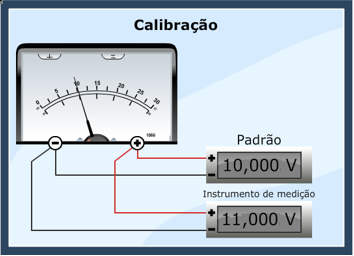 Calibração
0 5 10 15 20 25 30
Padrão
+ 10,000 V
−
Instrumento de medição
+ 11,000 V
−